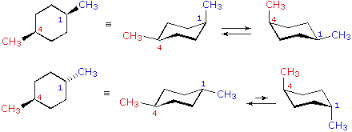 CH₃ CH₃
1 1 4 CH₃
4 CH₃ 1
CH₃ 4
CH₃ 1 CH₃ CH₃
1 CH₃ 4
CH₃ 4 4 1
CH₃